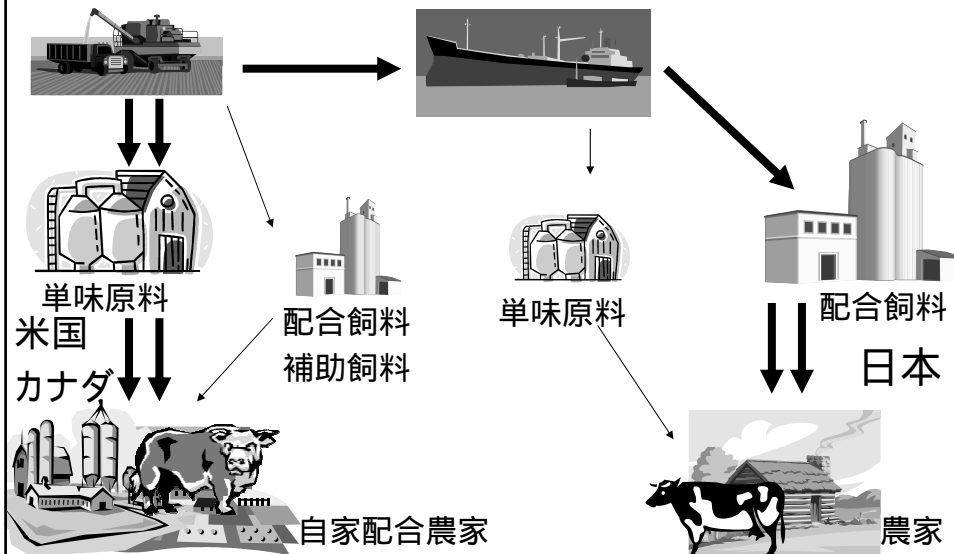 単味原料
配合飼料
補助飼料
米国
カナダ
自家配合農家
単味原料
配合飼料
日本
農家